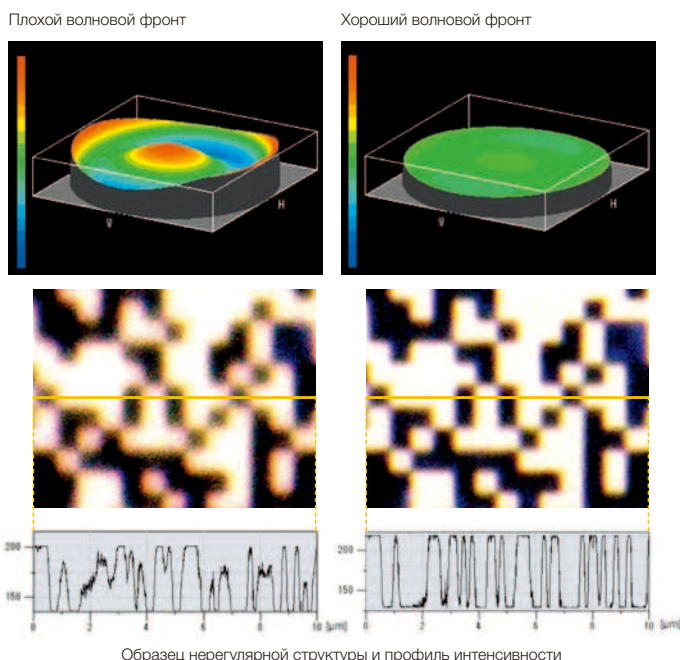 Плохой волновой фронт
Хороший волновой фронт
H
H
200
150
0
2
4
6
8
10
[μm]
200
150
0
2
4
6
8
10
[μm]
Образец нерегулярной структуры и профиль интенсивности